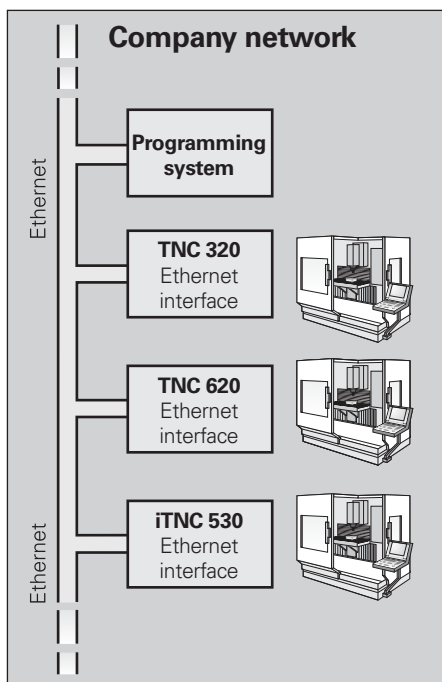 Company network
Ethernet
Programming
system
TNC 320
Ethernet
interface
TNC 620
Ethernet
interface
Ethernet
iTNC 530
Ethernet
interface